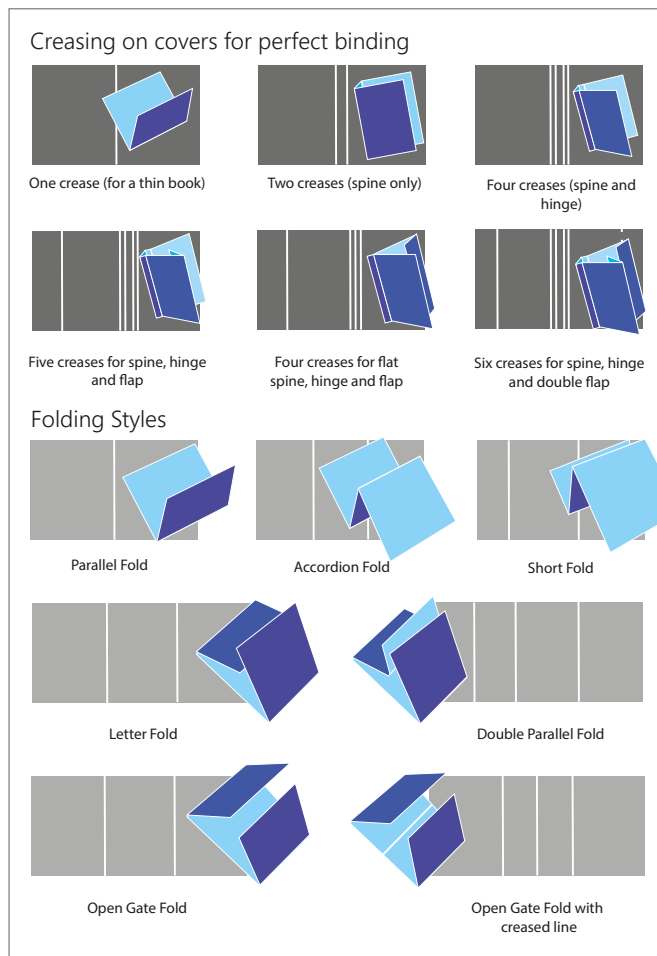 Creasing on covers for perfect binding
One crease (for a thin book)
Two creases (spine only)
Four creases (spine and
hinge)
Five creases for spine, hinge
and flap
Four creases for flat
spine, hinge and flap
Six creases for spine, hinge
and double flap
Folding Styles
Parallel Fold
Accordion Fold
Short Fold
Letter Fold
Double Parallel Fold
Open Gate Fold
Open Gate Fold with
creased line